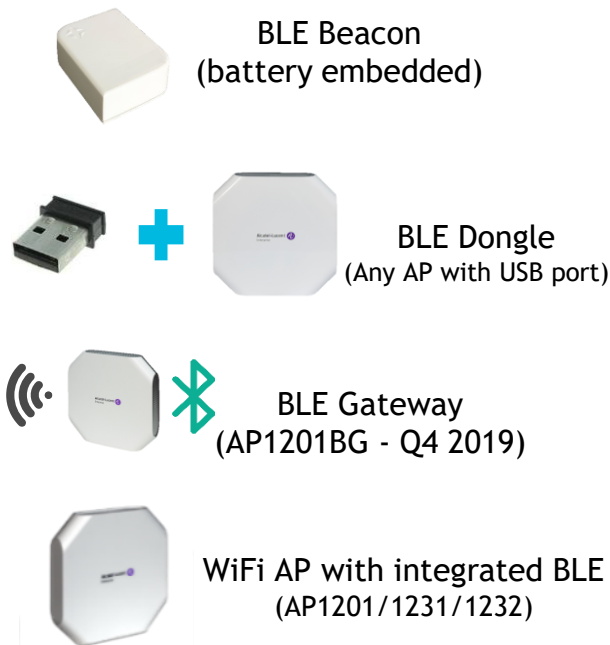 BLE Beacon
(battery embedded)
BLE Dongle
(Any AP with USB port)
BLE Gateway
(AP1201BG - Q4 2019)
WiFi AP with integrated BLE
(AP1201/1231/1232)